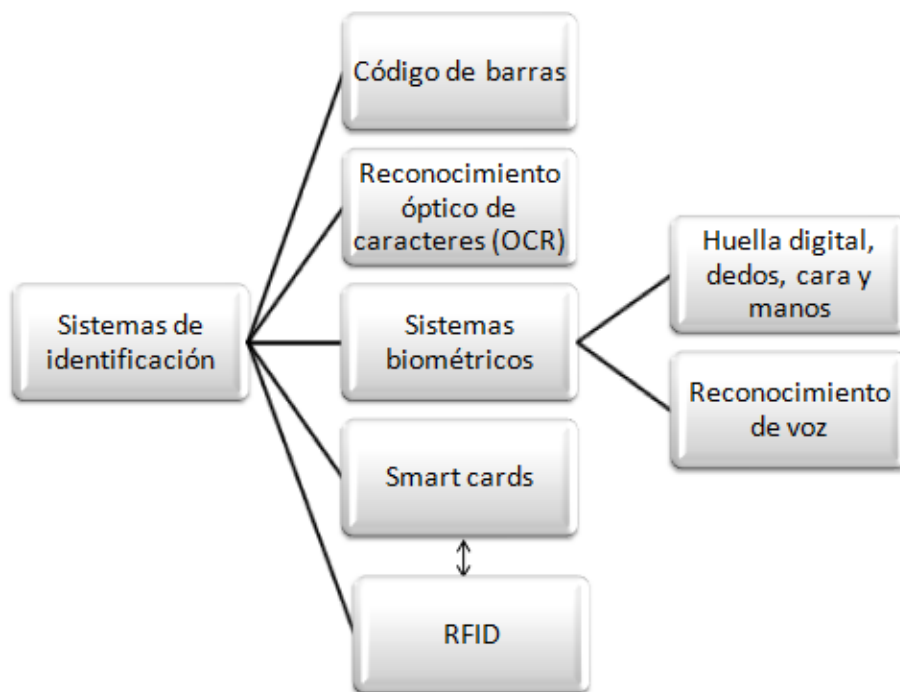 Código de barras
Reconocimiento
óptico de
caracteres (OCR)
Sistemas de
identificación
Sistemas
biométricos
Huella digital,
dedos, cara y
manos
Reconocimiento
de voz
Smart cards
RFID